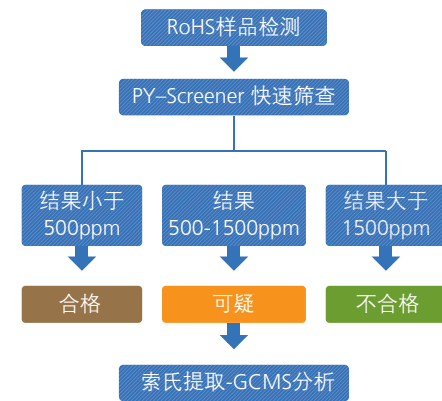 RoHS样品检测
PY–Screener 快速筛查
结果小于
500ppm
结果
500-1500ppm
结果大于
1500ppm
合格
可疑
不合格
索氏提取-GCMS分析